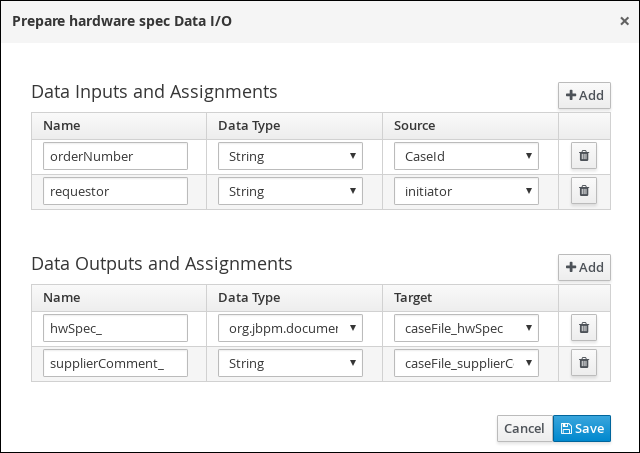 Prepare hardware spec Data I/O ×
Data Inputs and Assignments
+ Add
Name Data Type Source
orderNumber String CaseId
requestor String initiator
Data Outputs and Assignments
+ Add
Name Data Type Target
hwSpec_ org.jbpm.documen caseFile_hwSpec
supplierComment_ String caseFile_supplierC
Cancel Save